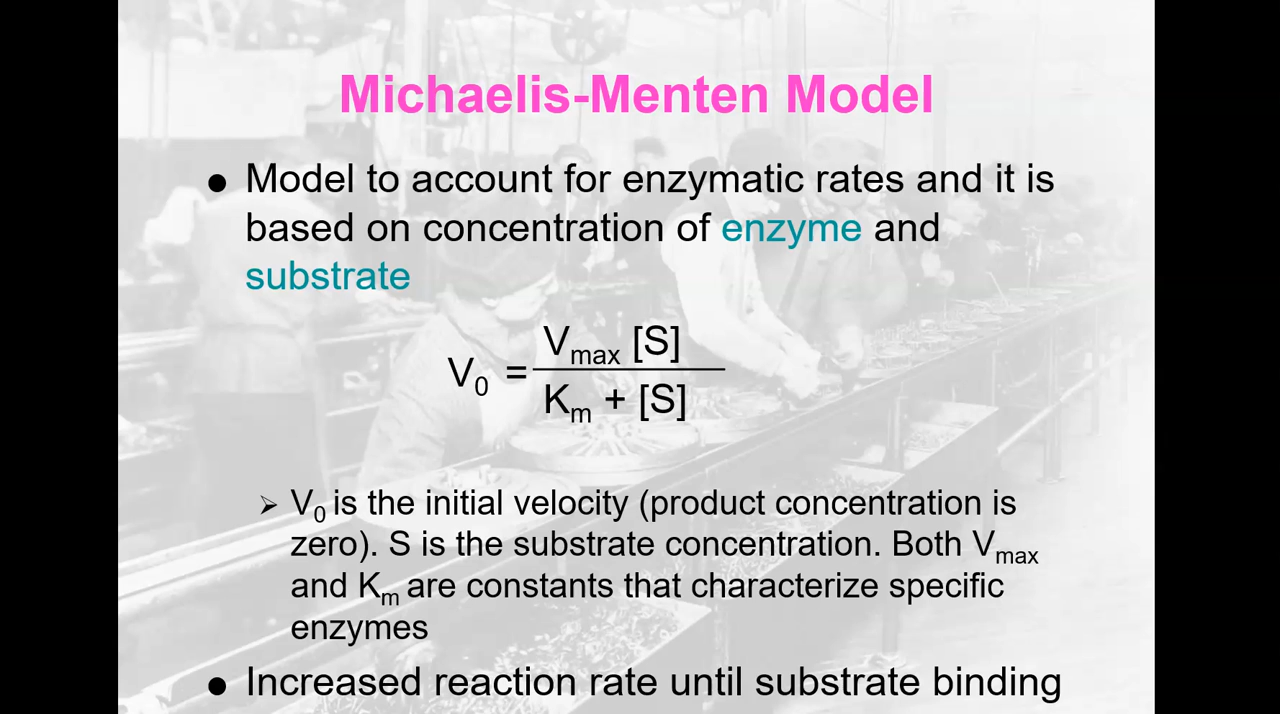 Michaelis-Menten Model
● Model to account for enzymatic rates and it is
based on concentration of enzyme and
substrate
V₀ = Vmax [S]
Km + [S]
➢ V₀ is the initial velocity (product concentration is
zero). S is the substrate concentration. Both Vmax
and Km are constants that characterize specific
enzymes
● Increased reaction rate until substrate binding